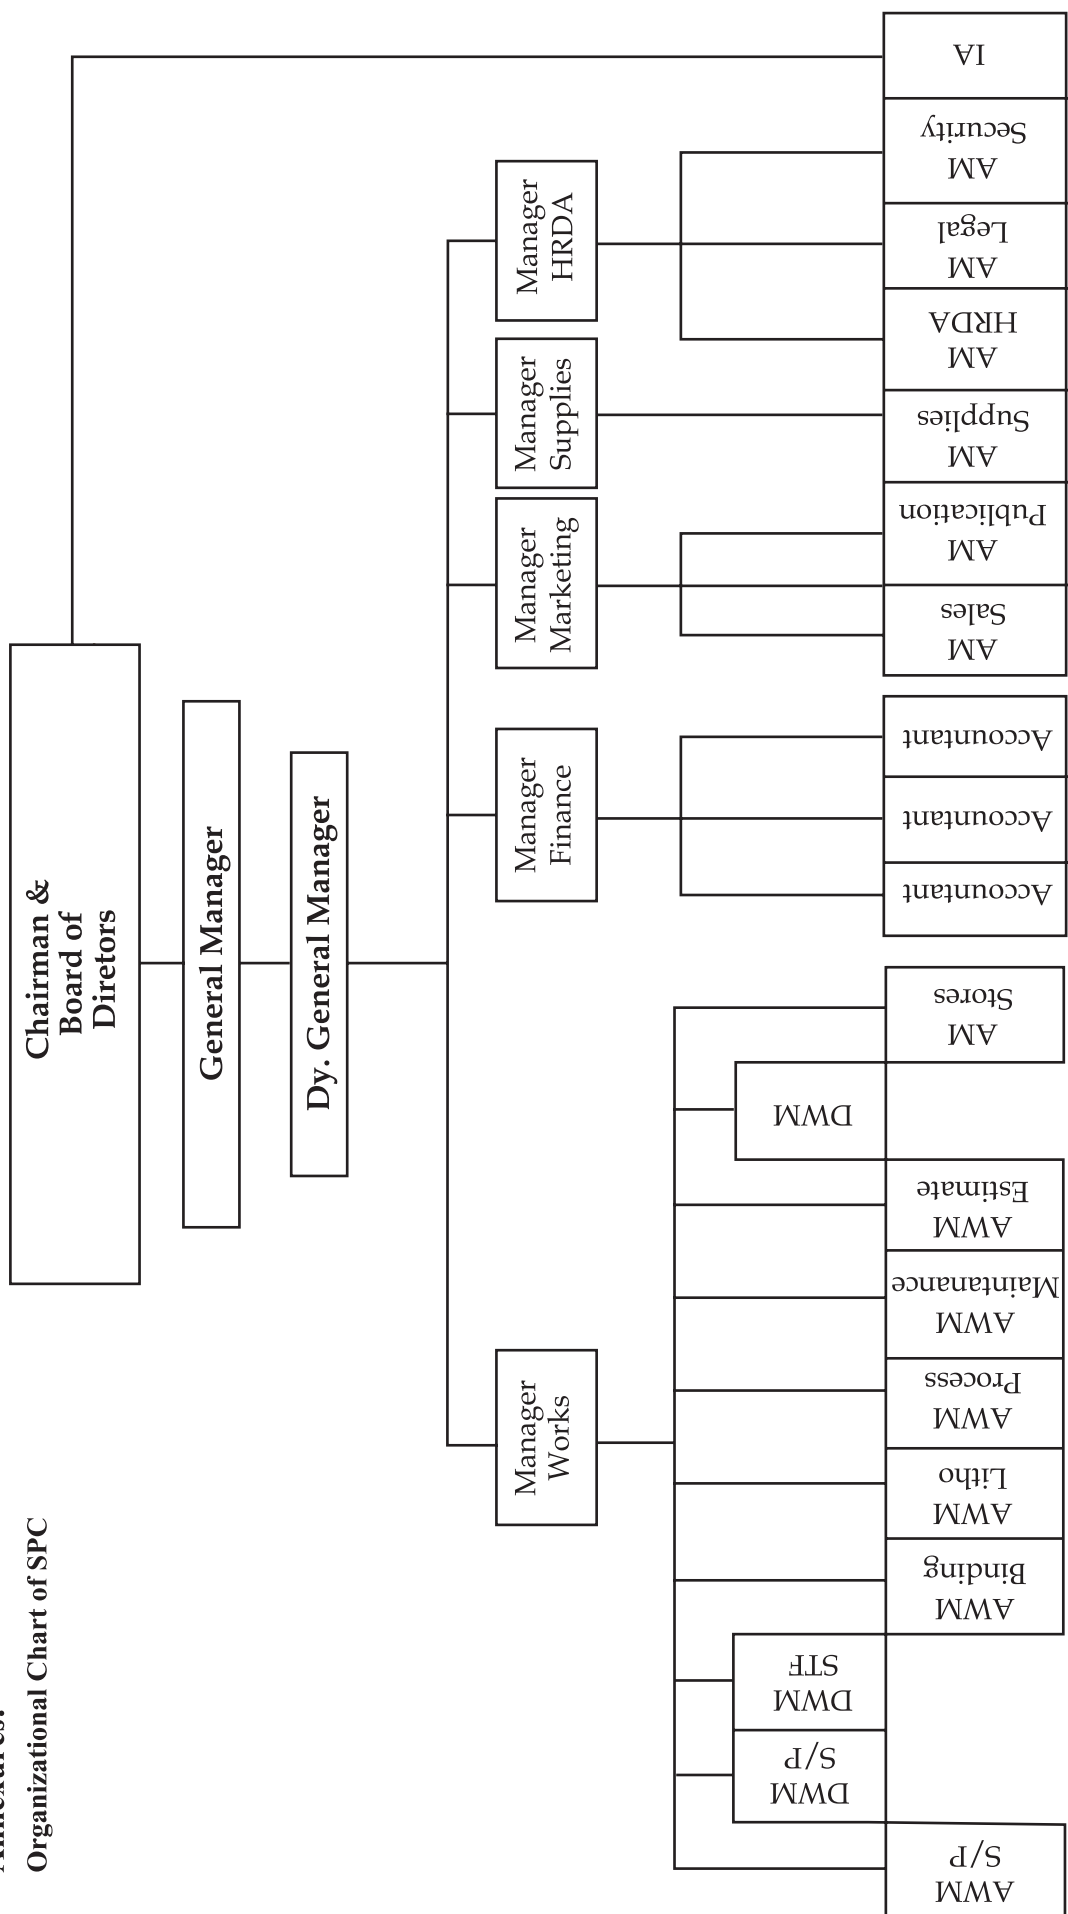 Annexures:
Organizational Chart of SPC
Chairman &
Board of
Diretors
General Manager
Dy. General Manager
Manager
Works
Manager
Finance
Manager
Marketing
Manager
Supplies
Manager
HRDA
AWM
S/P
DWM
S/P
DWM
STF
AWM
Binding
AWM
Litho
AWM
Process
AWM
Maintanance
AWM
Estimate
DWM
AM
Stores
Accountant
Accountant
Accountant
AM
Sales
AM
Publication
AM
Supplies
AM
HRDA
AM
Legal
AM
Security
IA